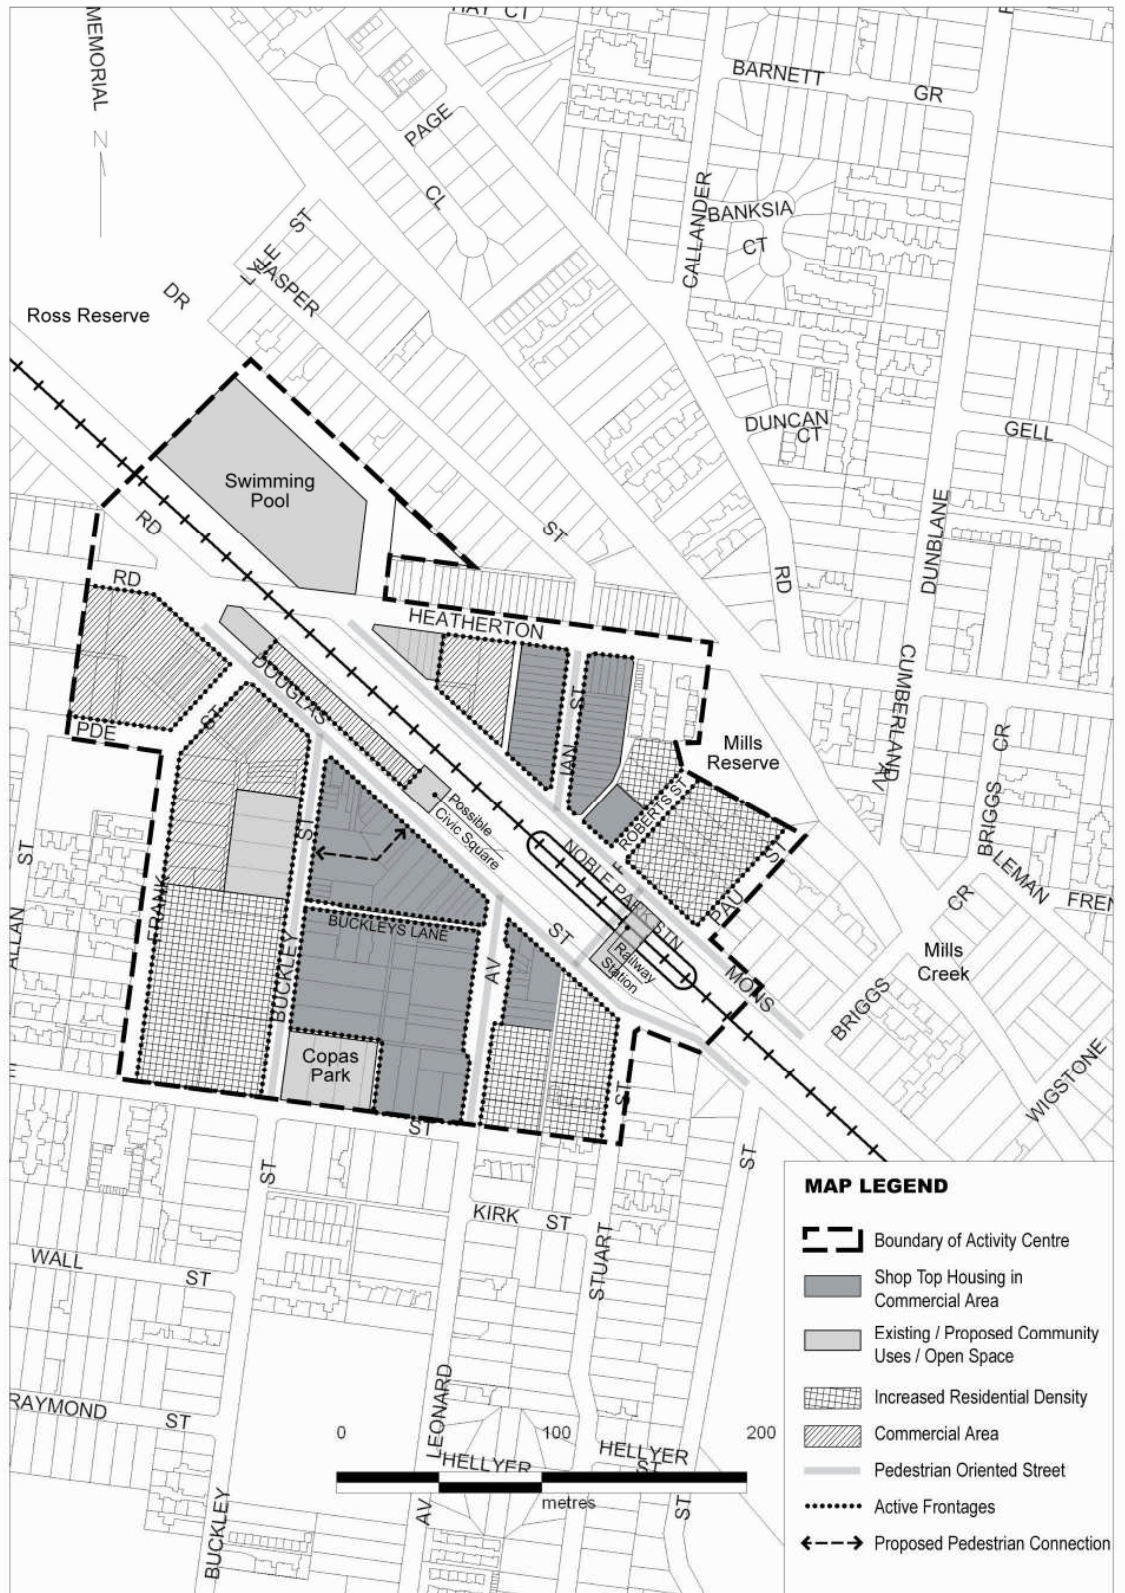 HAY CT
MEMORIAL
N
BARNETT
GR
PAGE
CL
CALLANDER
BANKSIA
CT
LYLE ST
JASPER
DR
Ross Reserve
DUNCAN
CT
GELL
Swimming
Pool
RD
ST
DUNBLANE
RD
RD
HEATHERTON
CUMBERLAND
AV
DOUGLAS
PDE
ST
IAN ST
Mills
Reserve
BRIGGS CR
Possible
Civic Square
ROBERTS ST
NOBLE PARK STN
LEMAN
FREN
CR
ST
ALLAN
FRANK
BUCKLEY
ST
BUCKLEYS LANE
AV
ST
Railway
Station
PAUL
ST
MONS
Mills
Creek
BRIGGS
WIGSTONE
Copas
Park
ST
ST
E
ST
ST
KIRK ST
STUART
WALL
ST
RAYMOND
ST
LEONARD
AV
HELLYER
HELLYER
ST
ST
BUCKLEY
0
100
200
metres
MAP LEGEND
Boundary of Activity Centre
Shop Top Housing in
Commercial Area
Existing / Proposed Community
Uses / Open Space
Increased Residential Density
Commercial Area
Pedestrian Oriented Street
Active Frontages
Proposed Pedestrian Connection